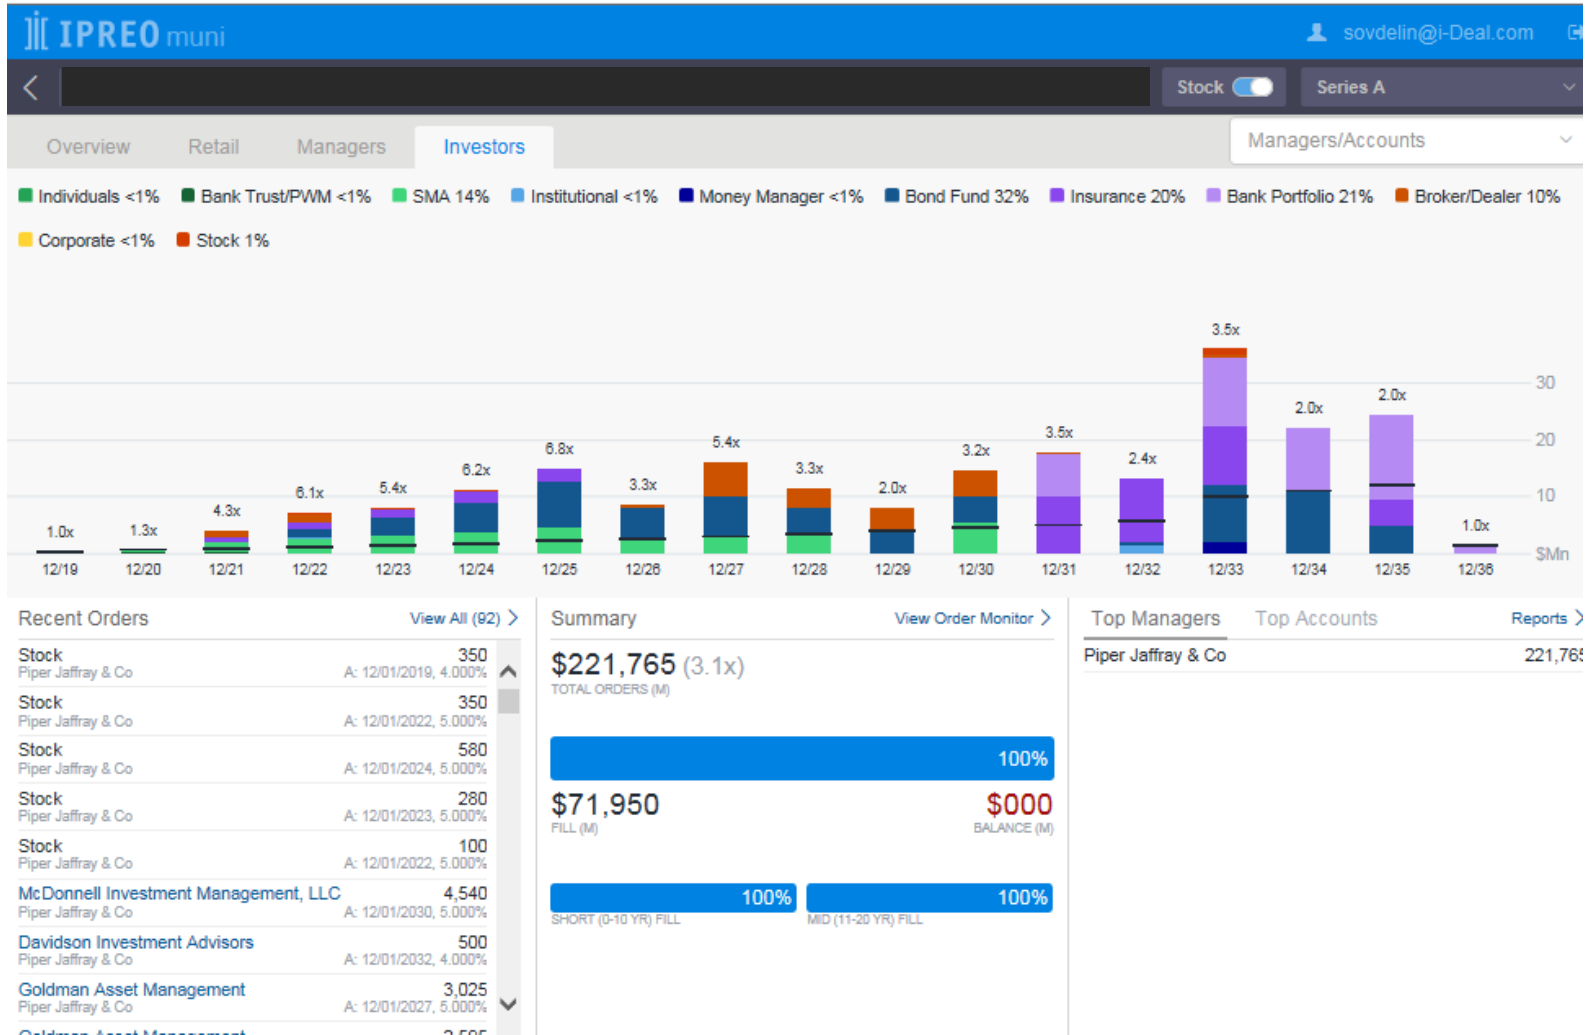 IPREO muni
sovdelin@i-Deal.com
Stock
Series A
Overview Retail Managers Investors
Managers/Accounts
Individuals <1% Bank Trust/PWM <1% SMA 14% Institutional <1% Money Manager <1% Bond Fund 32% Insurance 20% Bank Portfolio 21% Broker/Dealer 10%
Corporate <1% Stock 1%
1.0x 1.3x 4.3x 6.1x 5.4x 6.2x 6.8x 3.3x 5.4x 3.3x 2.0x 3.2x 3.5x 2.4x 3.5x 2.0x 2.0x 1.0x
30
20
10
$Mn
12/19 12/20 12/21 12/22 12/23 12/24 12/25 12/26 12/27 12/28 12/29 12/30 12/31 12/32 12/33 12/34 12/35 12/36
Recent Orders View All (92)
Stock 350
Piper Jaffray & Co A: 12/01/2019, 4.000%
Stock 350
Piper Jaffray & Co A: 12/01/2022, 5.000%
Stock 580
Piper Jaffray & Co A: 12/01/2024, 5.000%
Stock 280
Piper Jaffray & Co A: 12/01/2023, 5.000%
Stock 100
Piper Jaffray & Co A: 12/01/2022, 5.000%
McDonnell Investment Management, LLC 4,540
Piper Jaffray & Co A: 12/01/2030, 5.000%
Davidson Investment Advisors 500
Piper Jaffray & Co A: 12/01/2032, 4.000%
Goldman Asset Management 3,025
Piper Jaffray & Co A: 12/01/2027, 5.000%
Goldman Asset Management
Summary View Order Monitor
$221,765 (3.1x)
TOTAL ORDERS (M)
100%
$71,950 $000
FILL (M) BALANCE (M)
100% 100%
SHORT (0-10 YR) FILL MID (11-20 YR) FILL
Top Managers Top Accounts Reports
Piper Jaffray & Co 221,765